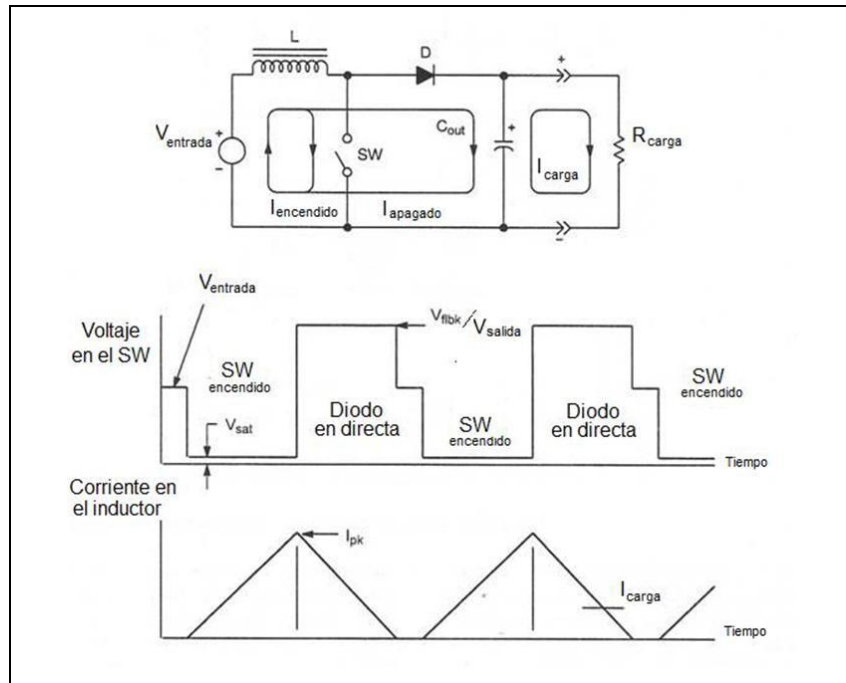 L
D
+
V entrada
+
-
SW
C out
+
I carga
R carga
I encendido
I apagado
-
V entrada
Voltaje
en el SW
SW
encendido
V flbk / V salida
SW
encendido
Diodo
en directa
SW
encendido
Diodo
en directa
V sat
Tiempo
Corriente en
el inductor
I pk
I carga
Tiempo